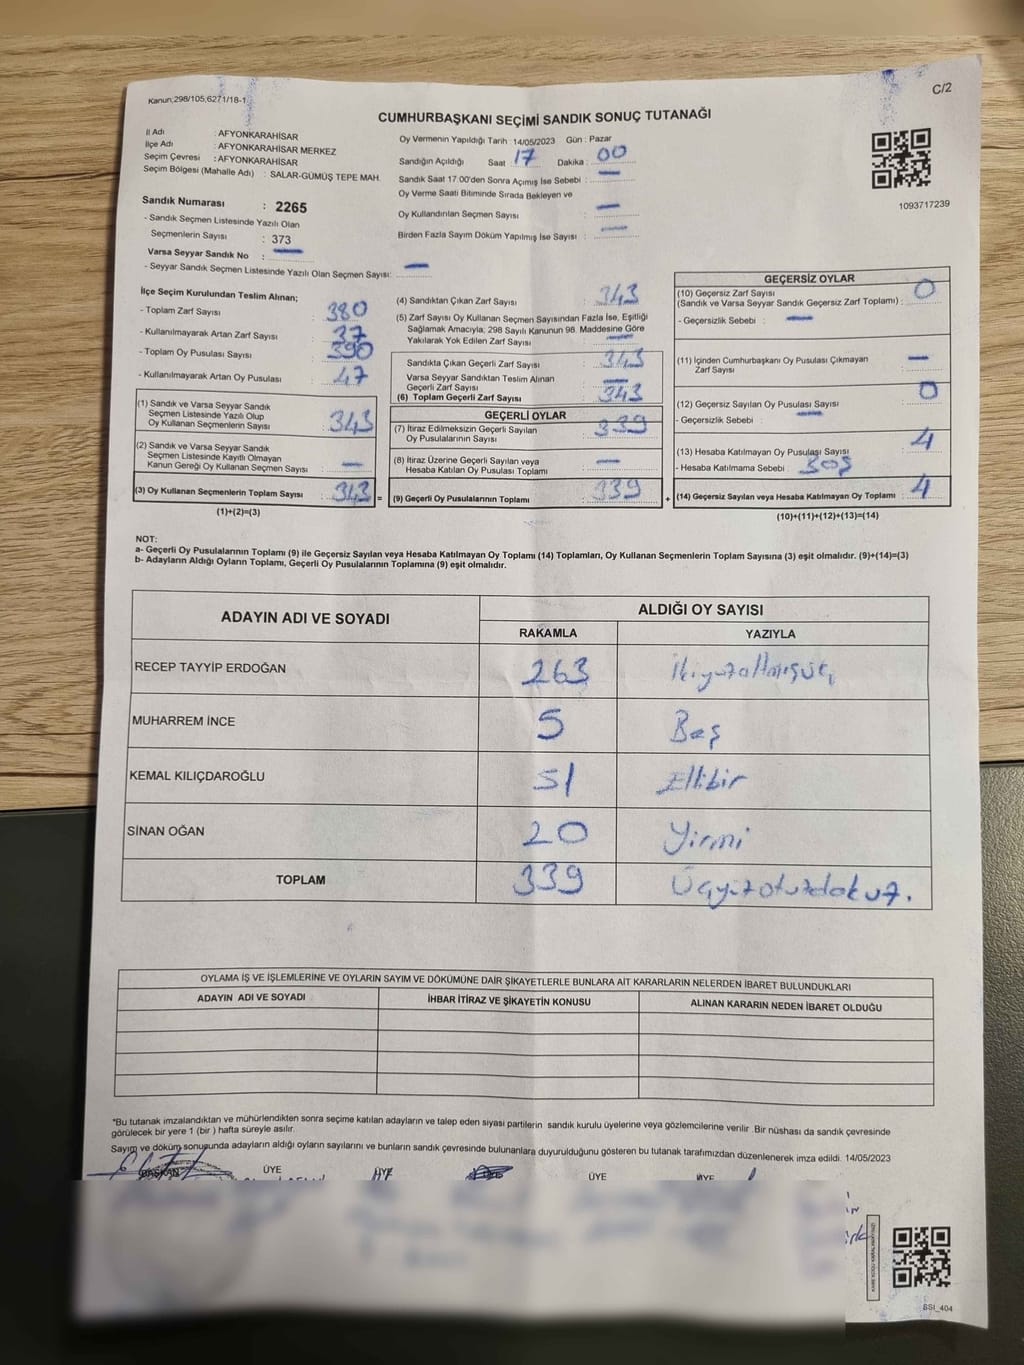 Kanun;298/105,6271/18-1
C/2
CUMHURBAŞKANI SEÇİMİ SANDIK SONUÇ TUTANAĞI
İl Adı : AFYONKARAHİSAR
İlçe Adı : AFYONKARAHİSAR MERKEZ
Seçim Çevresi : AFYONKARAHİSAR
Seçim Bölgesi (Mahalle Adı) : SALAR-GÜMÜŞ TEPE MAH.
Oy Vermenin Yapıldığı Tarih 14/05/2023 Gün : Pazar
Sandığın Açıldığı Saat 17 Dakika : 00
Sandık Saat 17.00'den Sonra Açımış İse Sebebi : —
Oy Verme Saati Bitiminde Sırada Bekleyen ve
Oy Kullandırılan Seçmen Sayısı —
Birden Fazla Sayım Döküm Yapılmış İse Sayısı : —
1093717239
Sandık Numarası : 2265
- Sandık Seçmen Listesinde Yazılı Olan
Seçmenlerin Sayısı : 373
Varsa Seyyar Sandık No : —
- Seyyar Sandık Seçmen Listesinde Yazılı Olan Seçmen Sayısı: —
İlçe Seçim Kurulundan Teslim Alınan;
- Toplam Zarf Sayısı : 380
- Kullanılmayarak Artan Zarf Sayısı : 37
- Toplam Oy Pusulası Sayısı : 390
- Kullanılmayarak Artan Oy Pusulası : 47
(1) Sandık ve Varsa Seyyar Sandık
Seçmen Listesinde Yazılı Olup
Oy Kullanan Seçmenlerin Sayısı : 343
(2) Sandık ve Varsa Seyyar Sandık
Seçmen Listesinde Kayıtlı Olmayan
Kanun Gereği Oy Kullanan Seçmen Sayısı : —
(3) Oy Kullanan Seçmenlerin Toplam Sayısı : 343 =
(1)+(2)=(3)
(4) Sandıktan Çıkan Zarf Sayısı : 343
(5) Zarf Sayısı Oy Kullanan Seçmen Sayısından Fazla İse, Eşitliği
Sağlamak Amacıyla, 298 Sayılı Kanunun 98. Maddesine Göre
Yakılarak Yok Edilen Zarf Sayısı : —
Sandıkta Çıkan Geçerli Zarf Sayısı : 343
Varsa Seyyar Sandıktan Teslim Alınan
Geçerli Zarf Sayısı : —
(6) Toplam Geçerli Zarf Sayısı : 343
GEÇERLİ OYLAR
(7) İtiraz Edilmeksizin Geçerli Sayılan
Oy Pusulalarının Sayısı : 339
(8) İtiraz Üzerine Geçerli Sayılan veya
Hesaba Katılan Oy Pusulası Toplamı : —
(9) Geçerli Oy Pusulalarının Toplamı : 339 +
GEÇERSİZ OYLAR
(10) Geçersiz Zarf Sayısı
(Sandık ve Varsa Seyyar Sandık Geçersiz Zarf Toplamı) : 0
- Geçersizlik Sebebi : —
(11) İçinden Cumhurbaşkanı Oy Pusulası Çıkmayan
Zarf Sayısı : —
(12) Geçersiz Sayılan Oy Pusulası Sayısı : 0
- Geçersizlik Sebebi : —
(13) Hesaba Katılmayan Oy Pusulası Sayısı : 4
- Hesaba Katılmama Sebebi : Boş
(14) Geçersiz Sayılan veya Hesaba Katılmayan Oy Toplamı : 4
(10)+(11)+(12)+(13)=(14)
NOT:
a- Geçerli Oy Pusulalarının Toplamı (9) ile Geçersiz Sayılan veya Hesaba Katılmayan Oy Toplamı (14) Toplamları, Oy Kullanan Seçmenlerin Toplam Sayısına (3) eşit olmalıdır. (9)+(14)=(3)
b- Adayların Aldığı Oyların Toplamı, Geçerli Oy Pusulalarının Toplamına (9) eşit olmalıdır.
ADAYIN ADI VE SOYADI ALDIĞI OY SAYISI
RAKAMLA YAZIYLA
RECEP TAYYİP ERDOĞAN 263 İkiyüzaltmışüç
MUHARREM İNCE 5 Beş
KEMAL KILIÇDAROĞLU 51 Ellibir
SİNAN OĞAN 20 Yirmi
TOPLAM 339 Üçyüzotuzdokuz.
OYLAMA İŞ VE İŞLEMLERİNE VE OYLARIN SAYIM VE DÖKÜMÜNE DAİR ŞİKAYETLERLE BUNLARA AİT KARARLARIN NELERDEN İBARET BULUNDUKLARI
ADAYIN ADI VE SOYADI İHBAR İTİRAZ VE ŞİKAYETİN KONUSU ALINAN KARARIN NEDEN İBARET OLDUĞU
*Bu tutanak imzalandıktan ve mühürlendikten sonra seçime katılan adayların ve talep eden siyasi partilerin sandık kurulu üyelerine veya gözlemcilerine verilir .Bir nüshası da sandık çevresinde
görülecek bir yere 1 (bir ) hafta süreyle asılır.
Sayım ve döküm sonucunda adayların aldığı oyların sayılarını ve bunların sandık çevresinde bulunanlara duyurulduğunu gösteren bu tutanak tarafımızdan düzenlenerek imza edildi. 14/05/2023
BAŞKAN ÜYE ÜYE ÜYE ÜYE
SSI_404